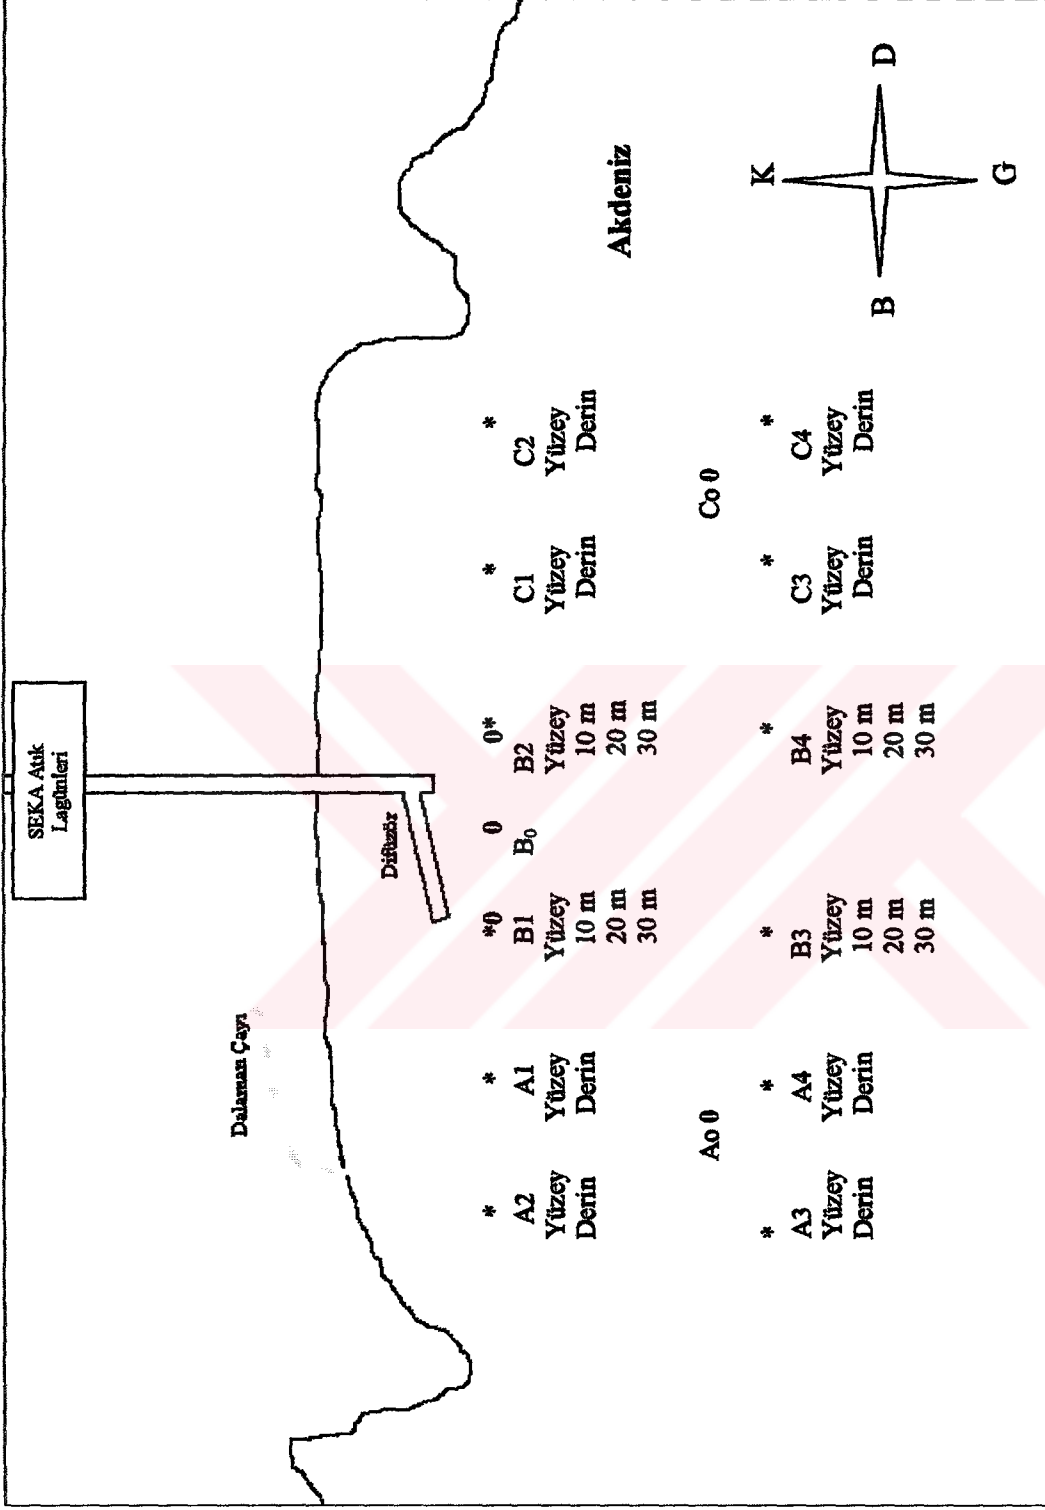 SEKA Atık
Lagünleri
Dalaman Çayı
Difüzör
Akdeniz
K
B
D
G
*
A2
Yüzey
Derin
*
A1
Yüzey
Derin
*0
B1
Yüzey
10 m
20 m
30 m
0
B0
0*
B2
Yüzey
10 m
20 m
30 m
*
C1
Yüzey
Derin
*
C2
Yüzey
Derin
Ao 0
Co 0
*
A3
Yüzey
Derin
*
A4
Yüzey
Derin
*
B3
Yüzey
10 m
20 m
30 m
*
B4
Yüzey
10 m
20 m
30 m
*
C3
Yüzey
Derin
*
C4
Yüzey
Derin